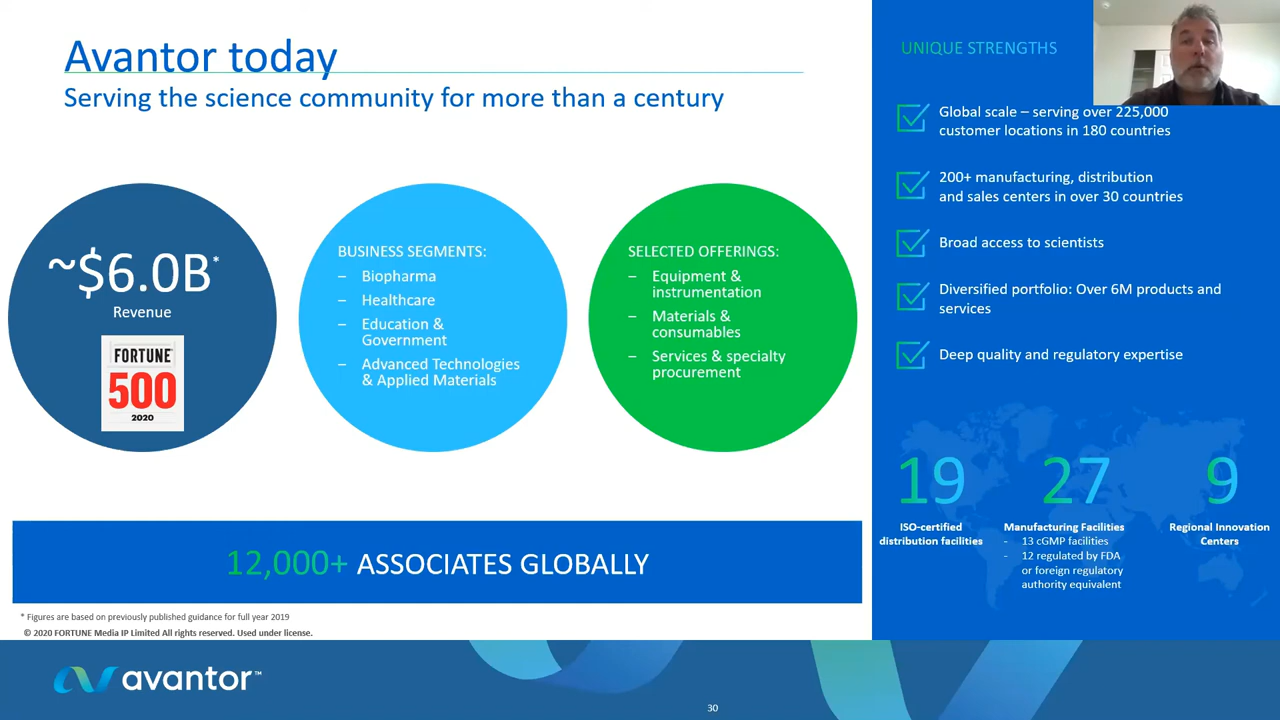 Avantor today
Serving the science community for more than a century
~$6.0B*
Revenue
FORTUNE
500
2020
BUSINESS SEGMENTS:
– Biopharma
– Healthcare
– Education &
Government
– Advanced Technologies
& Applied Materials
SELECTED OFFERINGS:
– Equipment &
instrumentation
– Materials &
consumables
– Services & specialty
procurement
12,000+ ASSOCIATES GLOBALLY
* Figures are based on previously published guidance for full year 2019
© 2020 FORTUNE Media IP Limited All rights reserved. Used under license.
UNIQUE STRENGTHS
Global scale – serving over 225,000
customer locations in 180 countries
200+ manufacturing, distribution
and sales centers in over 30 countries
Broad access to scientists
Diversified portfolio: Over 6M products and
services
Deep quality and regulatory expertise
19
ISO-certified
distribution facilities
27
Manufacturing Facilities
- 13 cGMP facilities
- 12 regulated by FDA
or foreign regulatory
authority equivalent
9
Regional Innovation
Centers
avantor™
30